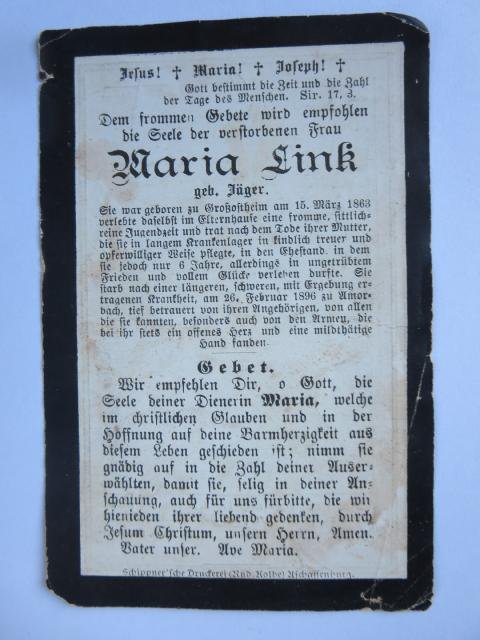 Jesus! † Maria! † Joseph! †
Gott bestimmt die Zeit und die Zahl
der Tage des Menschen. Sir. 17, 3.
Dem frommen Gebete wird empfohlen
die Seele der verstorbenen Frau
Maria Link
geb. Jäger.
Sie war geboren zu Großostheim am 15. März 1863
verlebte daselbst im Elternhause eine fromme, sittlich-
reine Jugendzeit und trat nach dem Tode ihrer Mutter,
die sie in langem Krankenlager in kindlich treuer und
opferwilliger Weise pflegte, in den Ehestand, in dem
sie jedoch nur 6 Jahre, allerdings in ungetrübtem
Frieden und vollem Glücke verleben durfte. Sie
starb nach einer längeren, schweren, mit Ergebung er-
tragenen Krankheit, am 26. Februar 1896 zu Amor-
bach, tief betrauert von ihren Angehörigen, von allen
die sie kannten, besonders auch von den Armen, die
bei ihr stets ein offenes Herz und eine mildthätige
Hand fanden.
Gebet.
Wir empfehlen Dir, o Gott, die
Seele deiner Dienerin Maria, welche
im christlichen Glauben und in der
Hoffnung auf deine Barmherzigkeit aus
diesem Leben geschieden ist; nimm sie
gnädig auf in die Zahl deiner Auser-
wählten, damit sie, selig in deiner An-
schauung, auch für uns fürbitte, die wir
hienieden ihrer liebend gedenken, durch
Jesum Christum, unsern Herrn, Amen.
Vater unser. Ave Maria.
Schippner'sche Druckerei (Rud. Kolbe) Aschaffenburg.